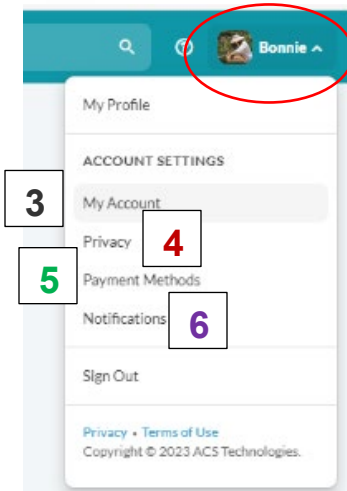 Bonnie
My Profile
ACCOUNT SETTINGS
3
My Account
Privacy
4
5
Payment Methods
Notifications
6
Sign Out
Privacy • Terms of Use
Copyright © 2023 ACS Technologies.